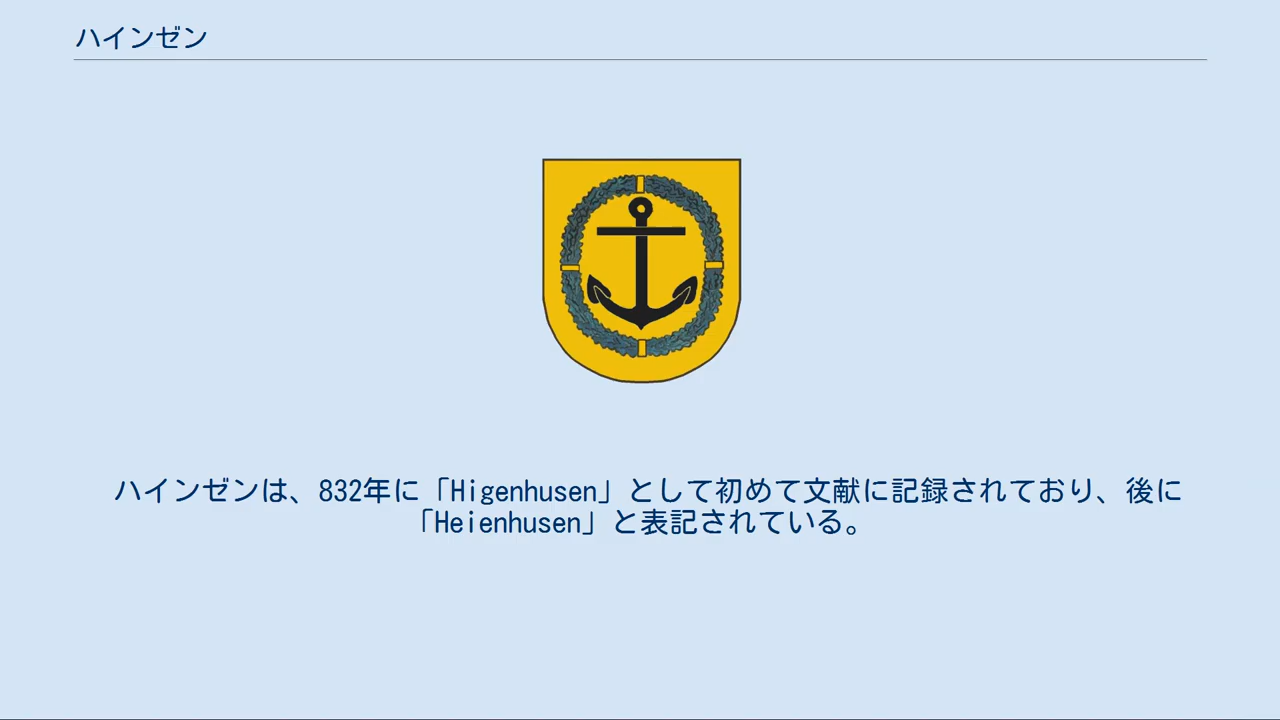 ハインゼン
ハインゼンは、832年に「Higenhusen」として初めて文献に記録されており、後に
「Heienhusen」と表記されている。